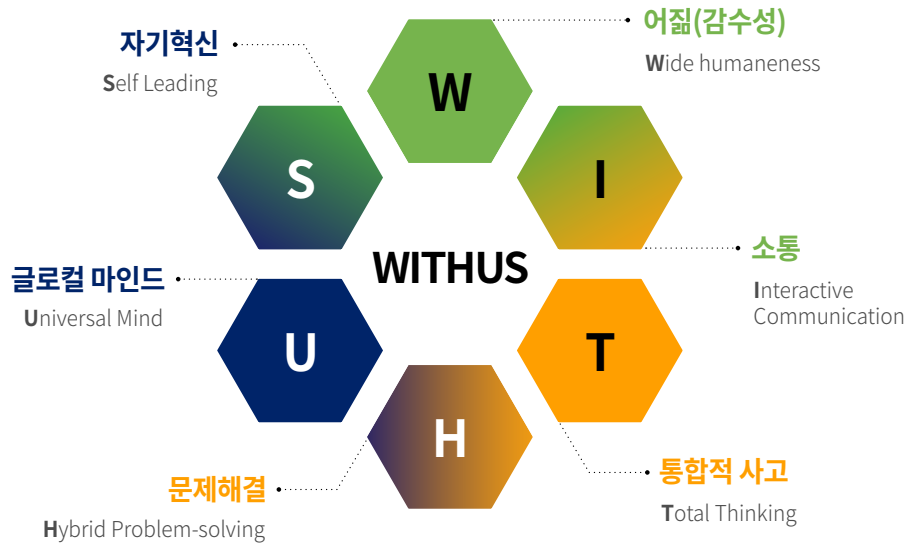 자기혁신
Self Leading
어짊(감수성)
Wide humaneness
W
S
I
WITHUS
소통
Interactive
Communication
글로컬 마인드
Universal Mind
U
T
H
문제해결
Hybrid Problem-solving
통합적 사고
Total Thinking